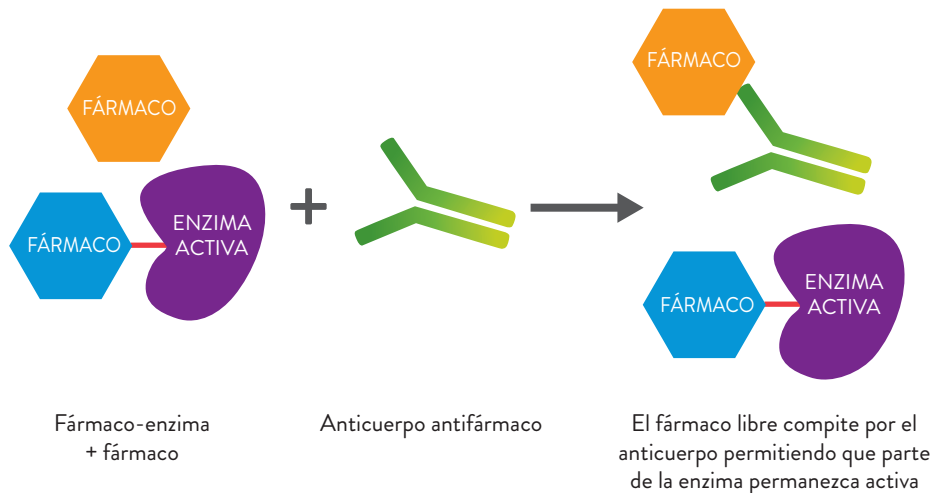 FÁRMACO
FÁRMACO
ENZIMA
ACTIVA
FÁRMACO
FÁRMACO
ENZIMA
ACTIVA
Fármaco-enzima
+ fármaco
Anticuerpo antifármaco
El fármaco libre compite por el
anticuerpo permitiendo que parte
de la enzima permanezca activa